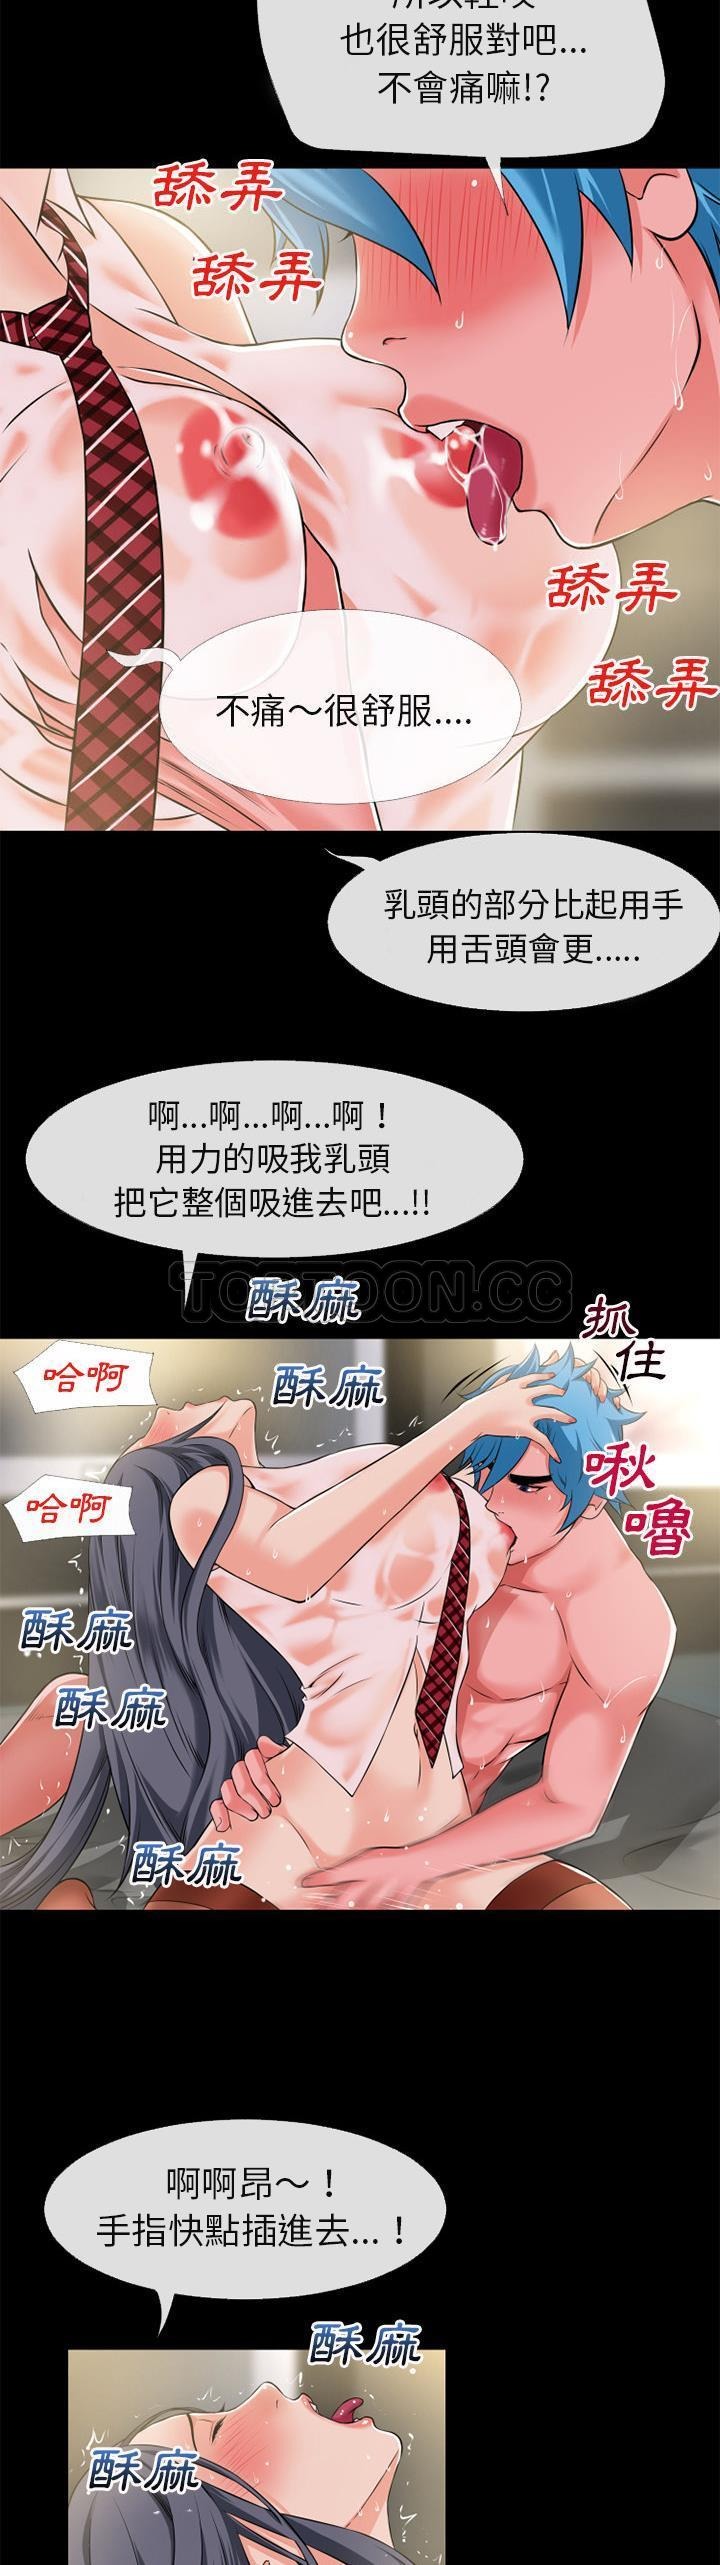 也很舒服對吧...
不會痛嘛!?
舔弄
舔弄
舔弄
舔弄
不痛～很舒服....
乳頭的部分比起用手
用舌頭會更.....
啊...啊...啊...啊！
用力的吸我乳頭
把它整個吸進去吧...!!
TOPTOON.CC
酥麻
抓住
哈啊
酥麻
啾嚕
哈啊
酥麻
酥麻
酥麻
啊啊昂～！
手指快點插進去...！
酥麻
酥麻